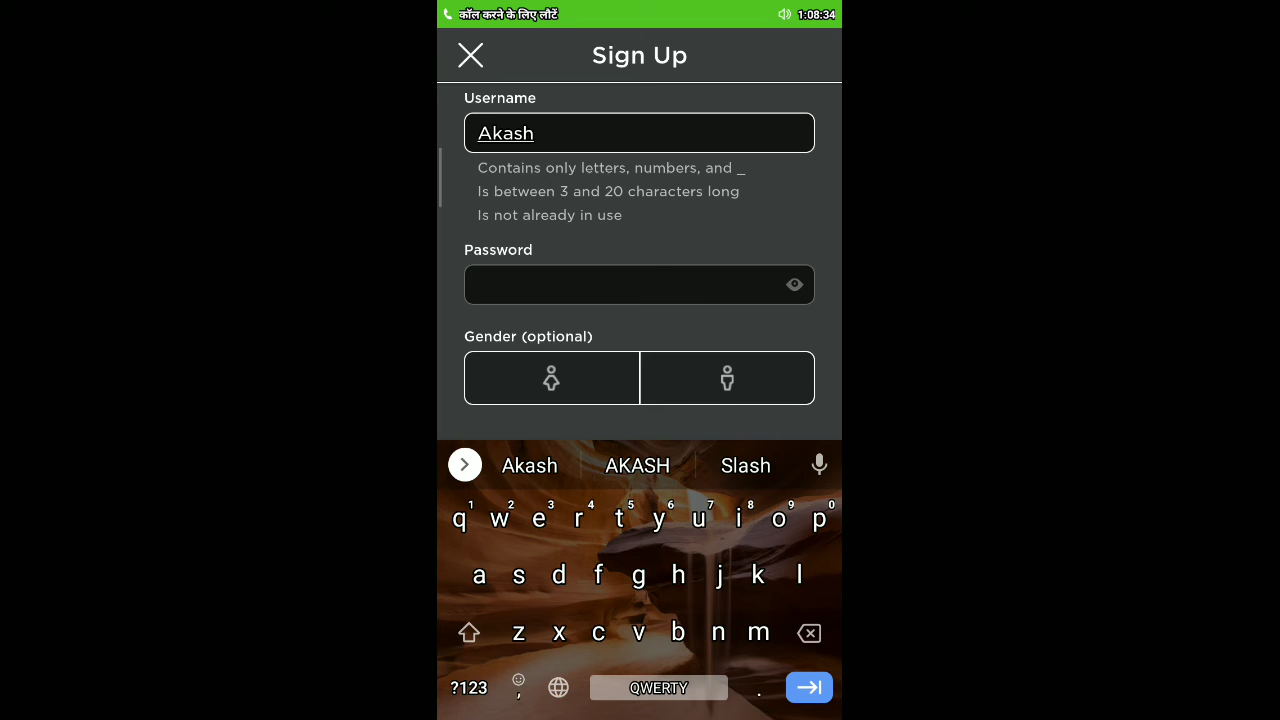 कॉल करने के लिए लौटें 1:08:34
Sign Up
Username
Akash
Contains only letters, numbers, and _
Is between 3 and 20 characters long
Is not already in use
Password
Gender (optional)
Akash AKASH Slash
1 2 3 4 5 6 7 8 9 0
q w e r t y u i o p
a s d f g h j k l
z x c v b n m
?123 , QWERTY .